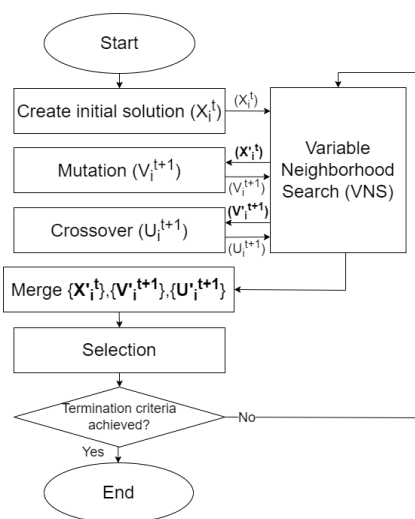 Start
Create initial solution (Xᵢᵗ)
(Xᵢᵗ)
Variable
Neighborhood
Search (VNS)
(X'ᵢᵗ)
Mutation (Vᵢᵗ⁺¹)
(Vᵢᵗ⁺¹)
(V'ᵢᵗ⁺¹)
Crossover (Uᵢᵗ⁺¹)
(Uᵢᵗ⁺¹)
Merge {X'ᵢᵗ},{V'ᵢᵗ⁺¹},{U'ᵢᵗ⁺¹}
Selection
Termination criteria
achieved?
No
Yes
End